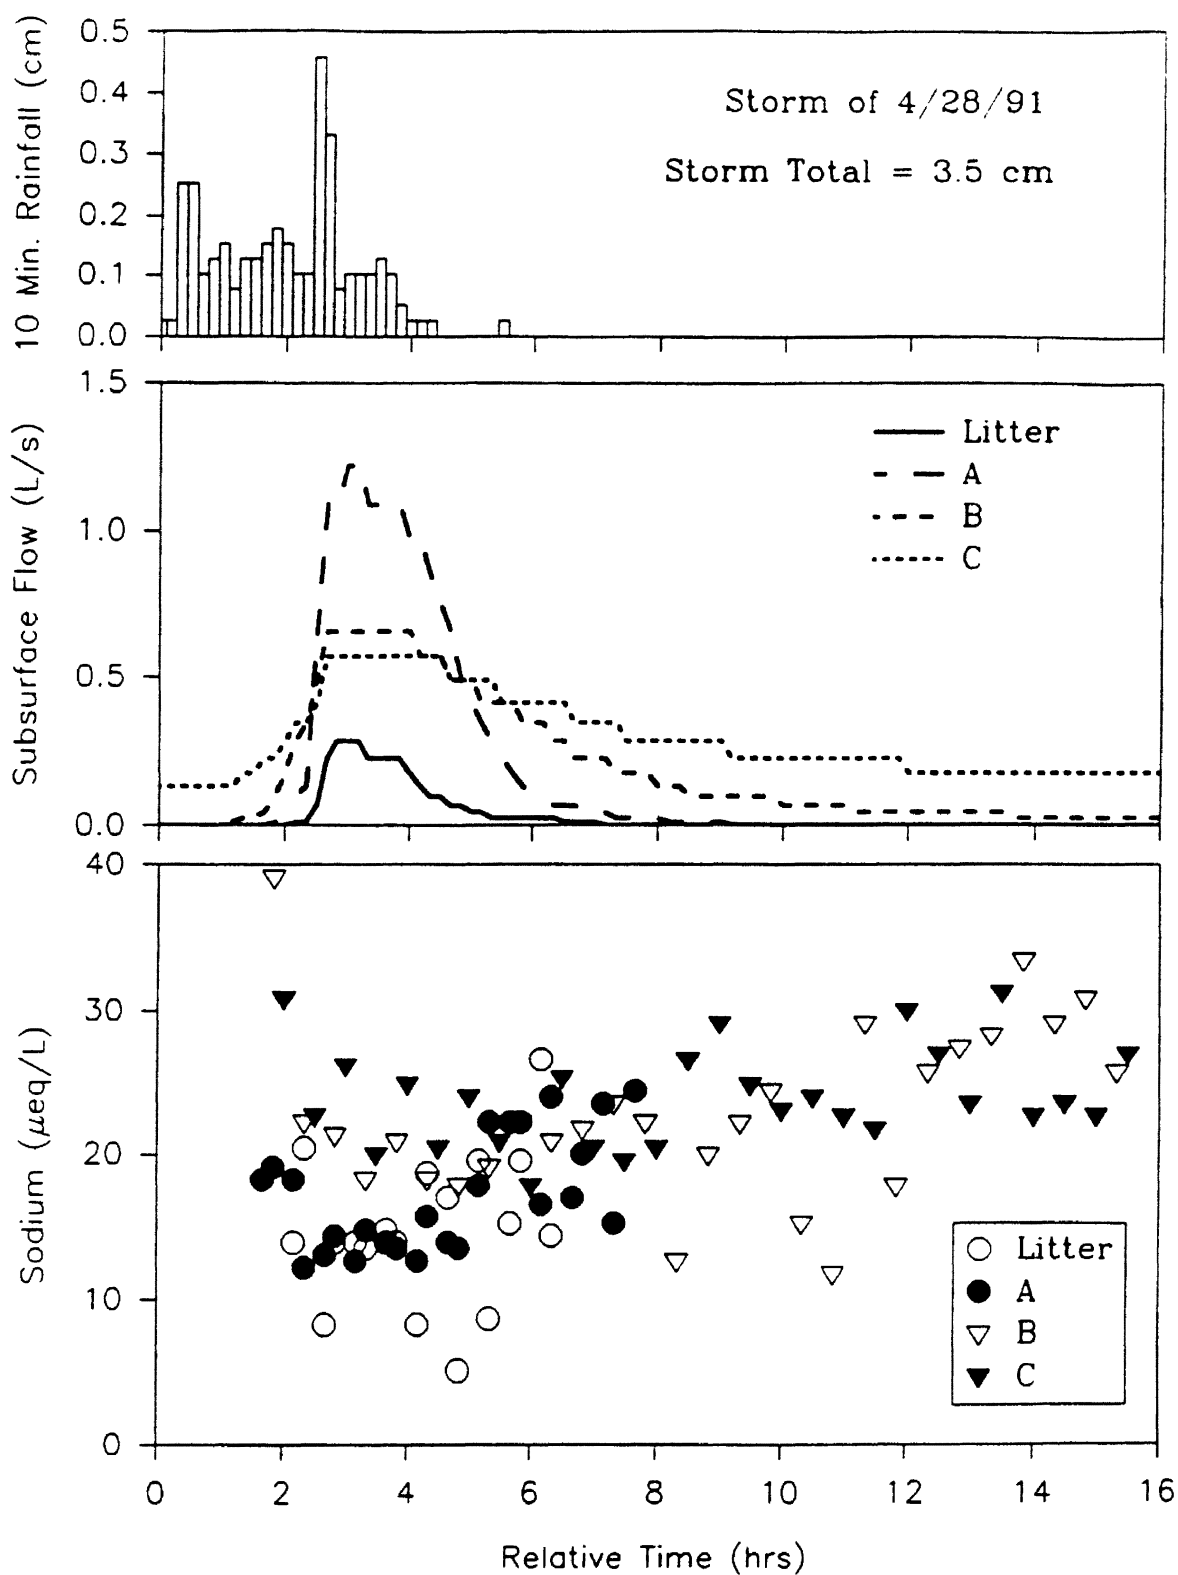 10 Min. Rainfall (cm)
0.5
0.4
0.3
0.2
0.1
0.0
Storm of 4/28/91
Storm Total = 3.5 cm
Subsurface Flow (L/s)
1.5
1.0
0.5
0.0
Litter
A
B
C
Sodium (μeq/L)
40
30
20
10
0
Litter
A
B
C
0 2 4 6 8 10 12 14 16
Relative Time (hrs)